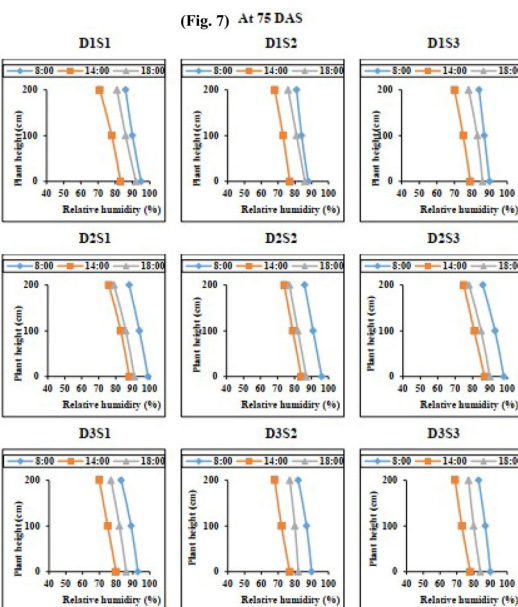 (Fig. 7) At 75 DAS
D1S1
8:00 14:00 18:00
200
100
0
Plant height (cm)
40 50 60 70 80 90 100
Relative humidity (%)
D1S2
8:00 14:00 18:00
200
100
0
Plant height (cm)
40 50 60 70 80 90 100
Relative humidity (%)
D1S3
8:00 14:00 18:00
200
100
0
Plant height (cm)
40 50 60 70 80 90 100
Relative humidity (%)
D2S1
8:00 14:00 18:00
200
100
0
Plant height (cm)
40 50 60 70 80 90 100
Relative humidity (%)
D2S2
8:00 14:00 18:00
200
100
0
Plant height (cm)
40 50 60 70 80 90 100
Relative humidity (%)
D2S3
8:00 14:00 18:00
200
100
0
Plant height (cm)
40 50 60 70 80 90 100
Relative humidity (%)
D3S1
8:00 14:00 18:00
200
100
0
Plant height (cm)
40 50 60 70 80 90 100
Relative humidity (%)
D3S2
8:00 14:00 18:00
200
100
0
Plant height (cm)
40 50 60 70 80 90 100
Relative humidity (%)
D3S3
8:00 14:00 18:00
200
100
0
Plant height (cm)
40 50 60 70 80 90 100
Relative humidity (%)